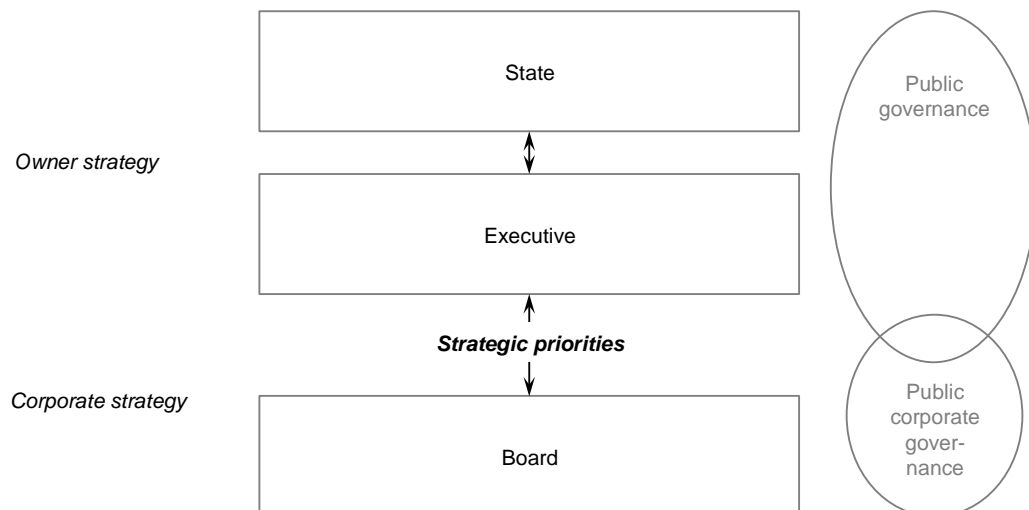 State
Public
governance
Owner strategy
Executive
Strategic priorities
Corporate strategy
Public
corporate
gover-
nance
Board